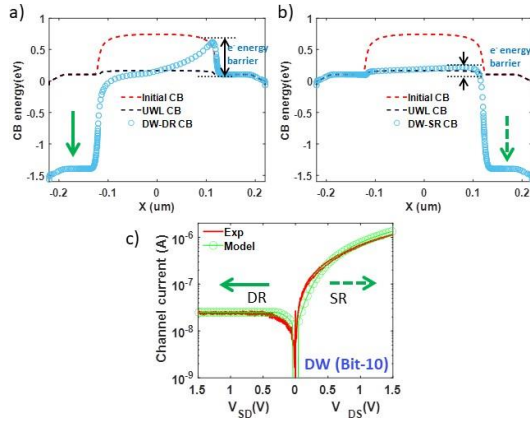 a)
b)
CB energy(eV)
1
0.5
0
-0.5
-1
-1.5
e⁻ energy
barrier
Initial CB
UWL CB
DW-DR CB
-0.2
-0.1
0
0.1
0.2
X (um)
1
0.5
0
-0.5
-1
-1.5
e⁻ energy
barrier
Initial CB
UWL CB
DW-SR CB
-0.2
-0.1
0
0.1
0.2
X (um)
c)
Channel current (A)
10⁻⁶
10⁻⁷
10⁻⁸
10⁻⁹
Exp
Model
DR
SR
DW (Bit-10)
1.5
1
0.5
0
0.5
1
1.5
V_SD(V)
V_DS(V)